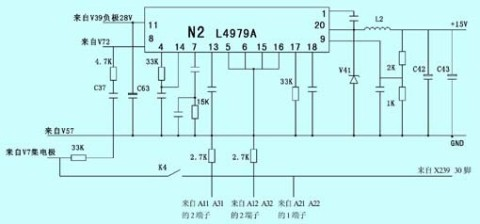 来自V39负极28V
11
8
N2 L4979A
1
20
9
L2
+15V
来自V72
4 14 7 13 5 6 15 16 17 18
4.7K
33K
C37
C63
15K
33K
V41
2K
1K
C42
C43
来自V57
GND
来自V7集电极
33K
K4
2.7K
2.7K
来自X239 30脚
来自A11 A31
的2端子
来自A12 A32
的2端子
来自A21 A22
的1端子